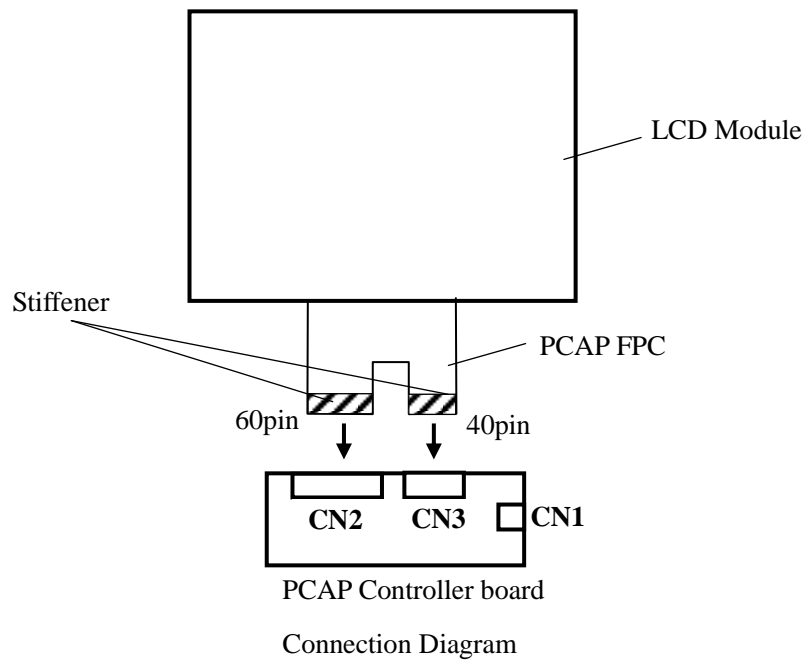 LCD Module
Stiffener
PCAP FPC
60pin
40pin
CN2
CN3
CN1
PCAP Controller board
Connection Diagram